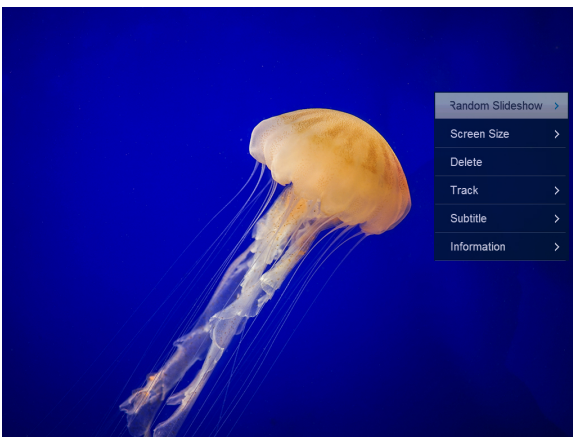 Random Slideshow
Screen Size
Delete
Track
Subtitle
Information